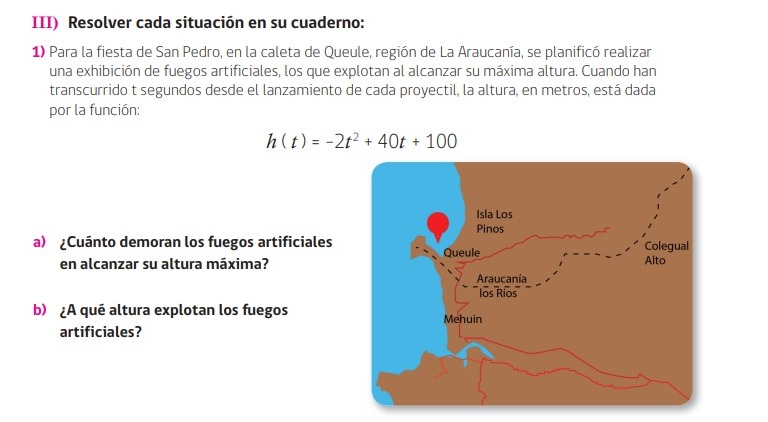 III) Resolver cada situación en su cuaderno:
1) Para la fiesta de San Pedro, en la caleta de Queule, región de La Araucanía, se planificó realizar
una exhibición de fuegos artificiales, los que explotan al alcanzar su máxima altura. Cuando han
transcurrido t segundos desde el lanzamiento de cada proyectil, la altura, en metros, está dada
por la función:
h ( t ) = -2t² + 40t + 100
a) ¿Cuánto demoran los fuegos artificiales
en alcanzar su altura máxima?
b) ¿A qué altura explotan los fuegos
artificiales?
Isla Los
Pinos
Queule
Colegual
Alto
Araucanía
los Ríos
Mehuin